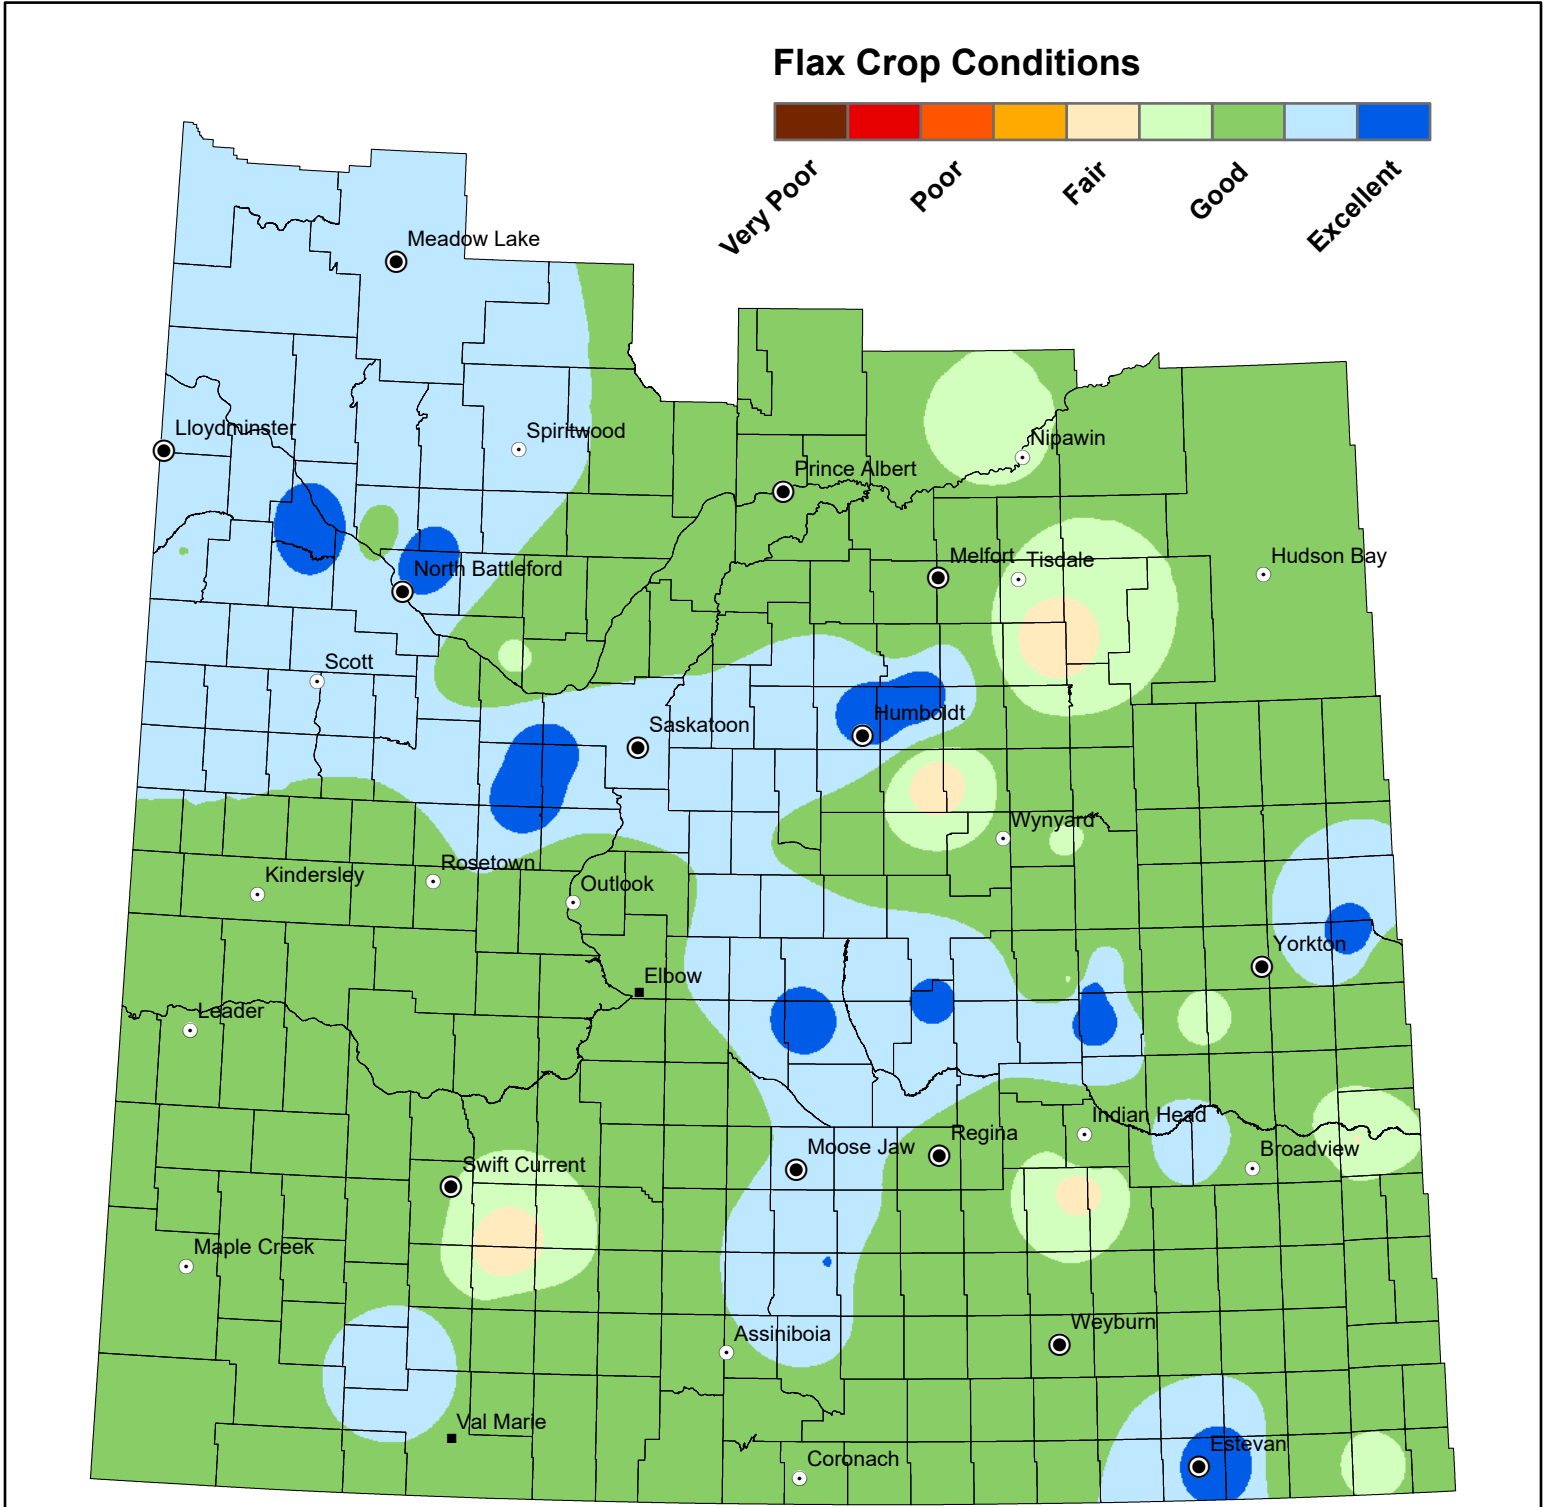 Flax Crop Conditions
Very Poor
Poor
Fair
Good
Excellent
Meadow Lake
Lloydminster
Spiritwood
Nipawin
Prince Albert
Melfort
Tisdale
Hudson Bay
North Battleford
Scott
Saskatoon
Humboldt
Wynyard
Rosetown
Kindersley
Outlook
Yorkton
Elbow
Leader
Indian Head
Regina
Moose Jaw
Broadview
Swift Current
Maple Creek
Weyburn
Assiniboia
Val Marie
Estevan
Coronach